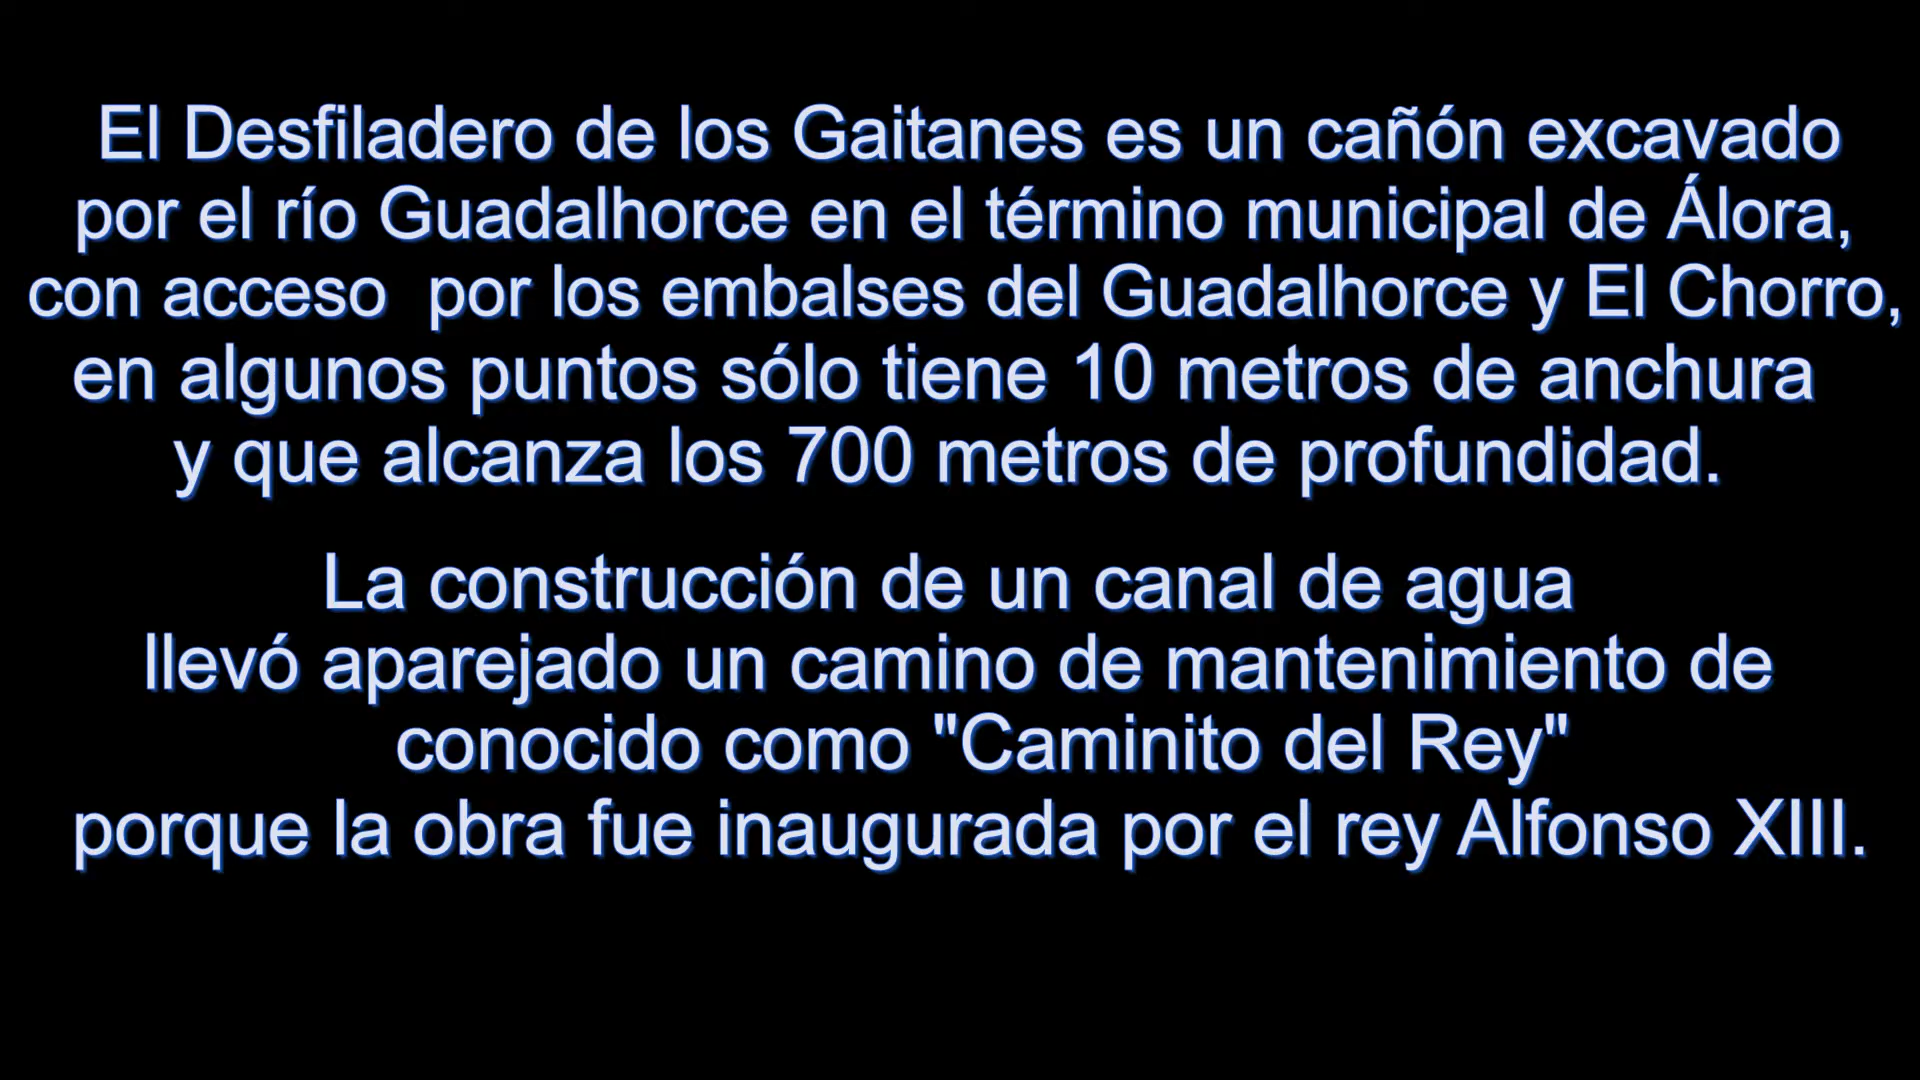 El Desfiladero de los Gaitanes es un cañón excavado
por el río Guadalhorce en el término municipal de Álora,
con acceso  por los embalses del Guadalhorce y El Chorro,
en algunos puntos sólo tiene 10 metros de anchura
y que alcanza los 700 metros de profundidad.
La construcción de un canal de agua
llevó aparejado un camino de mantenimiento de
conocido como "Caminito del Rey"
porque la obra fue inaugurada por el rey Alfonso XIII.